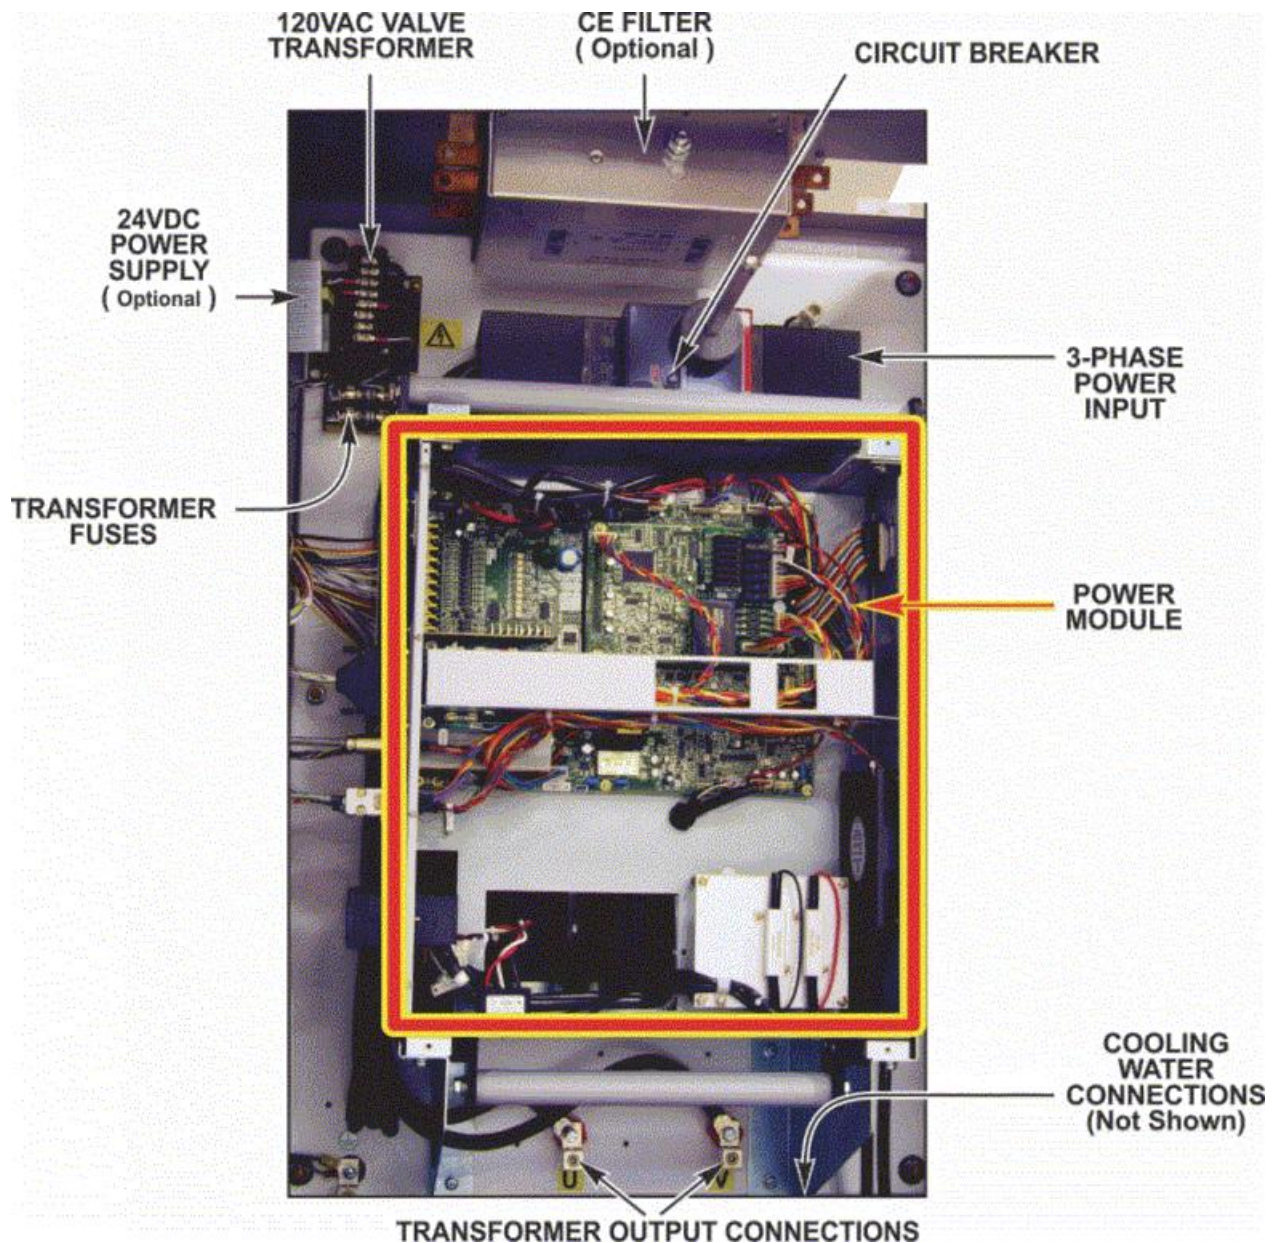 120VAC VALVE
TRANSFORMER
CE FILTER
( Optional )
CIRCUIT BREAKER
24VDC
POWER
SUPPLY
( Optional )
3-PHASE
POWER
INPUT
TRANSFORMER
FUSES
POWER
MODULE
COOLING
WATER
CONNECTIONS
(Not Shown)
U
V
TRANSFORMER OUTPUT CONNECTIONS